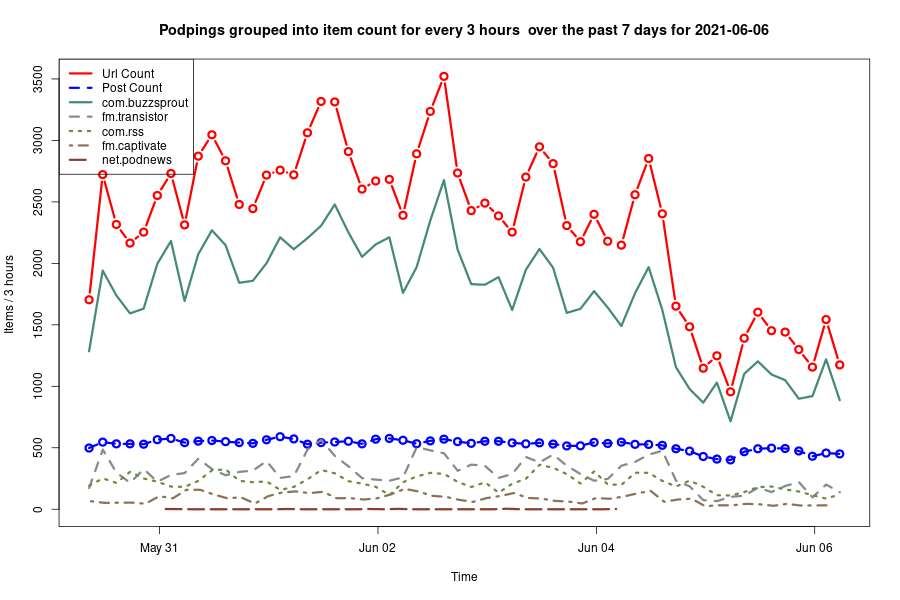 Podpings grouped into item count for every 3 hours  over the past 7 days for 2021-06-06
Url Count
Post Count
com.buzzsprout
fm.transistor
com.rss
fm.captivate
net.podnews
Items / 3 hours
3500
3000
2500
2000
1500
1000
500
0
May 31
Jun 02
Jun 04
Jun 06
Time